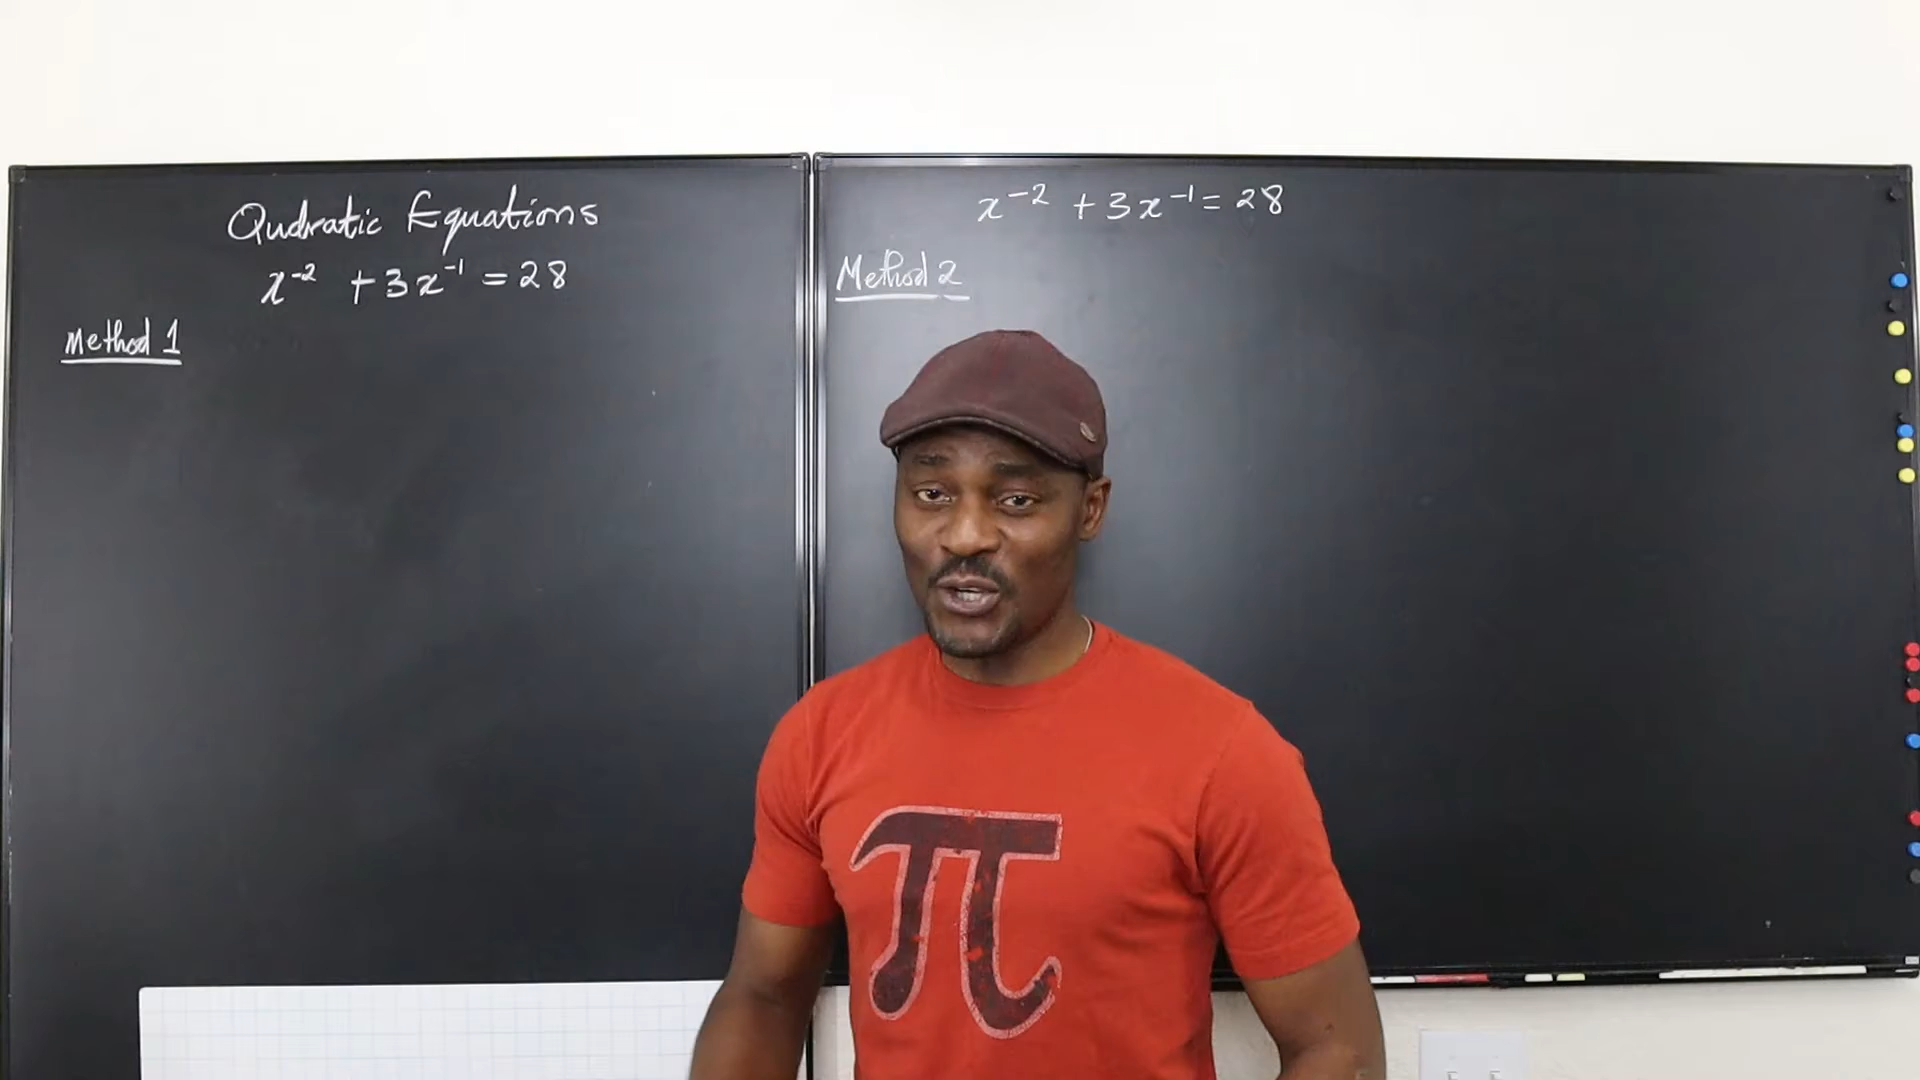 Qudratic Equations
x⁻² + 3x⁻¹ = 28
Method 1
x⁻² + 3x⁻¹ = 28
Method 2
π